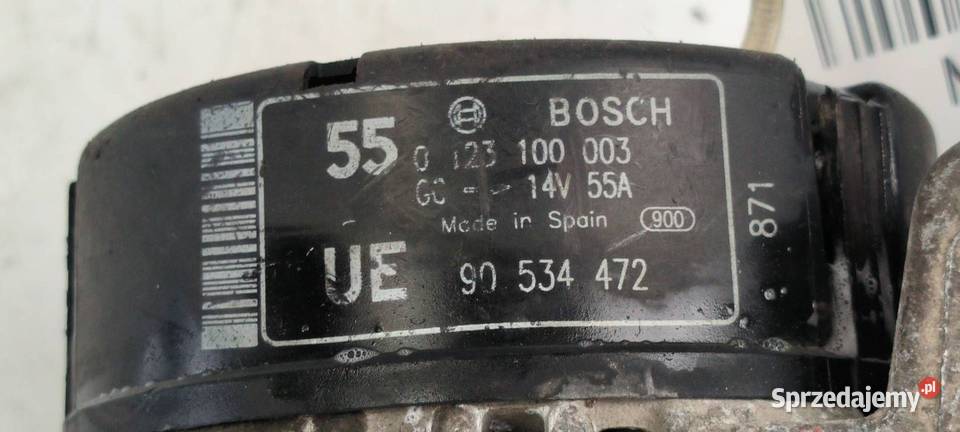 55
BOSCH
0 123 100 003
GC 14V 55A
Made in Spain 900
UE 90 534 472
871
Sprzedajemy.pl